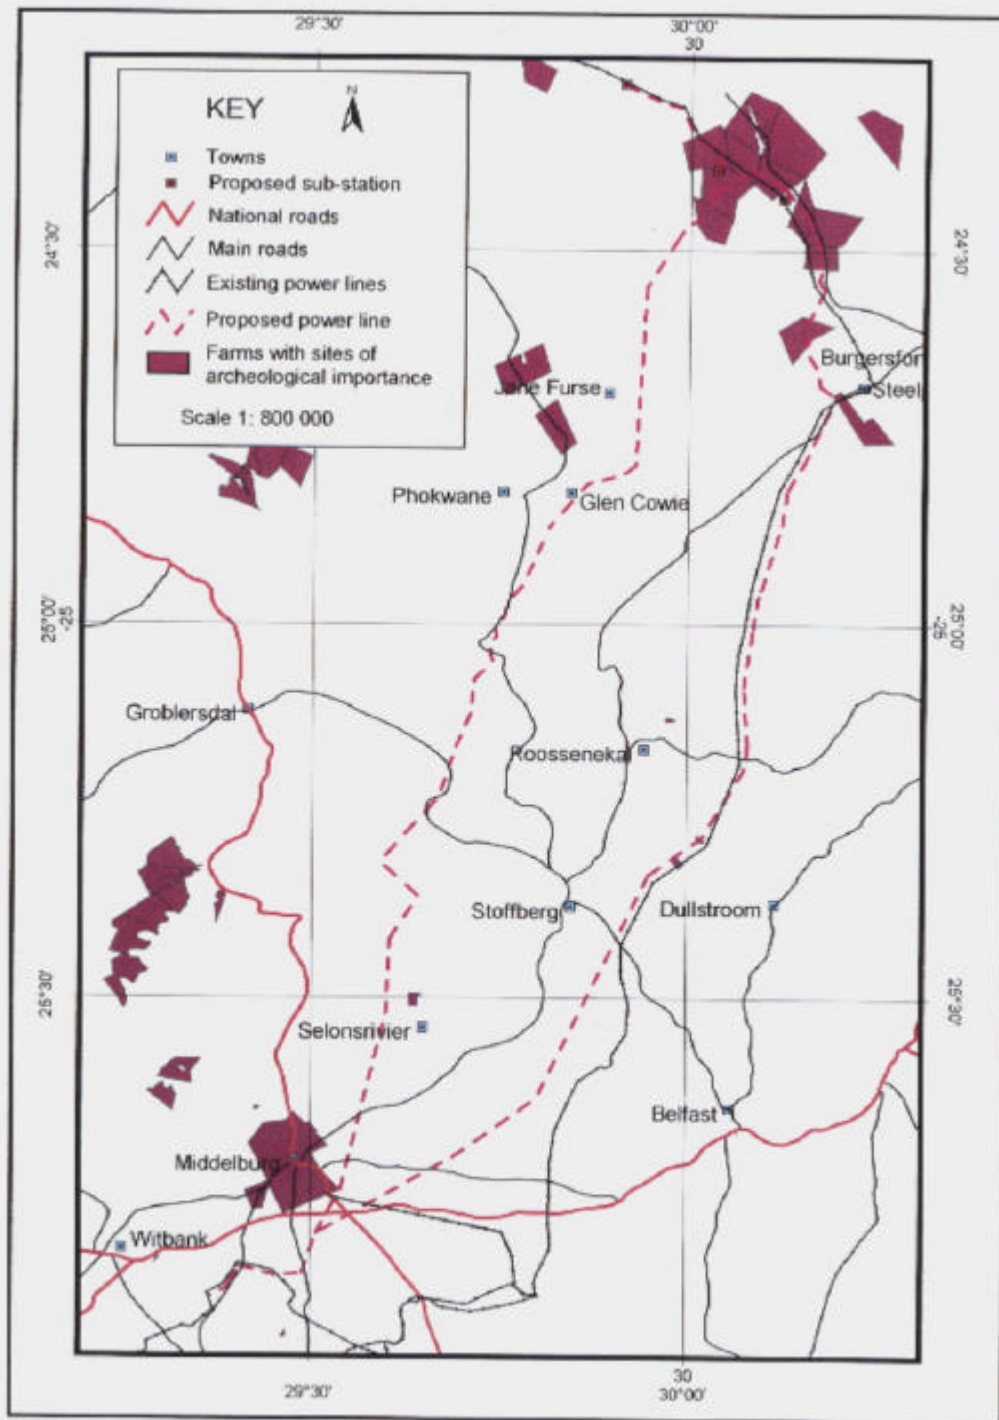 29°30'
30°00'
30
KEY
N
Towns
Proposed sub-station
National roads
Main roads
Existing power lines
Proposed power line
Farms with sites of
archeological importance
Scale 1: 800 000
24°30'
24°30'
Burgersfor
Steel
Jane Furse
Phokwane
Glen Cowie
25°00'
-25
25°00'
-25
Groblersdal
Roossenekal
Stoffberg
Dullstroom
25°30'
25°30'
Selonsrivier
Belfast
Middelburg
Witbank
29°30'
30
30°00'